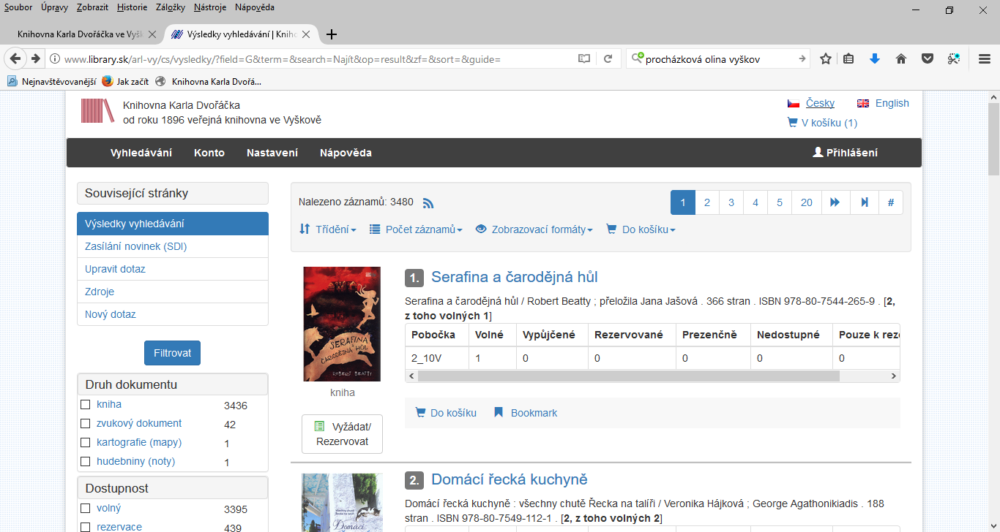 Soubor Úpravy Zobrazit Historie Záložky Nástroje Nápověda
Knihovna Karla Dvořáčka ve Vyšk
Výsledky vyhledávání | Kniho
www.library.sk/arl-vy/cs/vysledky/?field=G&term=&search=Najít&op=result&zf=&sort=&guide=
procházková olina vyškov
Nejnavštěvovanější Jak začít Knihovna Karla Dvořá...
Knihovna Karla Dvořáčka
od roku 1896 veřejná knihovna ve Vyškově
Česky English
V košíku (1)
Vyhledávání Konto Nastavení Nápověda Přihlášení
Související stránky
Výsledky vyhledávání
Zasílání novinek (SDI)
Upravit dotaz
Zdroje
Nový dotaz
Filtrovat
Druh dokumentu
kniha 3436
zvukový dokument 42
kartografie (mapy) 1
hudebniny (noty) 1
Dostupnost
volný 3395
rezervace 439
Nalezeno záznamů: 3480
1 2 3 4 5 20 #
Třídění Počet záznamů Zobrazovací formáty Do košíku
SERAFINA
A
ČARODĚJNÁ HŮL
ROBERT BEATTY
kniha
Vyžádat/
Rezervovat
1. Serafina a čarodějná hůl
Serafina a čarodějná hůl / Robert Beatty ; přeložila Jana Jašová . 366 stran . ISBN 978-80-7544-265-9 . [2,
z toho volných 1]
Pobočka Volné Vypůjčené Rezervované Prezenčně Nedostupné Pouze k reze
2_10V 1 0 0 0 0 0
Do košíku Bookmark
2. Domácí řecká kuchyně
Domácí řecká kuchyně : všechny chutě Řecka na talíři / Veronika Hájková ; George Agathonikiadis . 188
stran . ISBN 978-80-7549-112-1 . [2, z toho volných 2]
Domácí